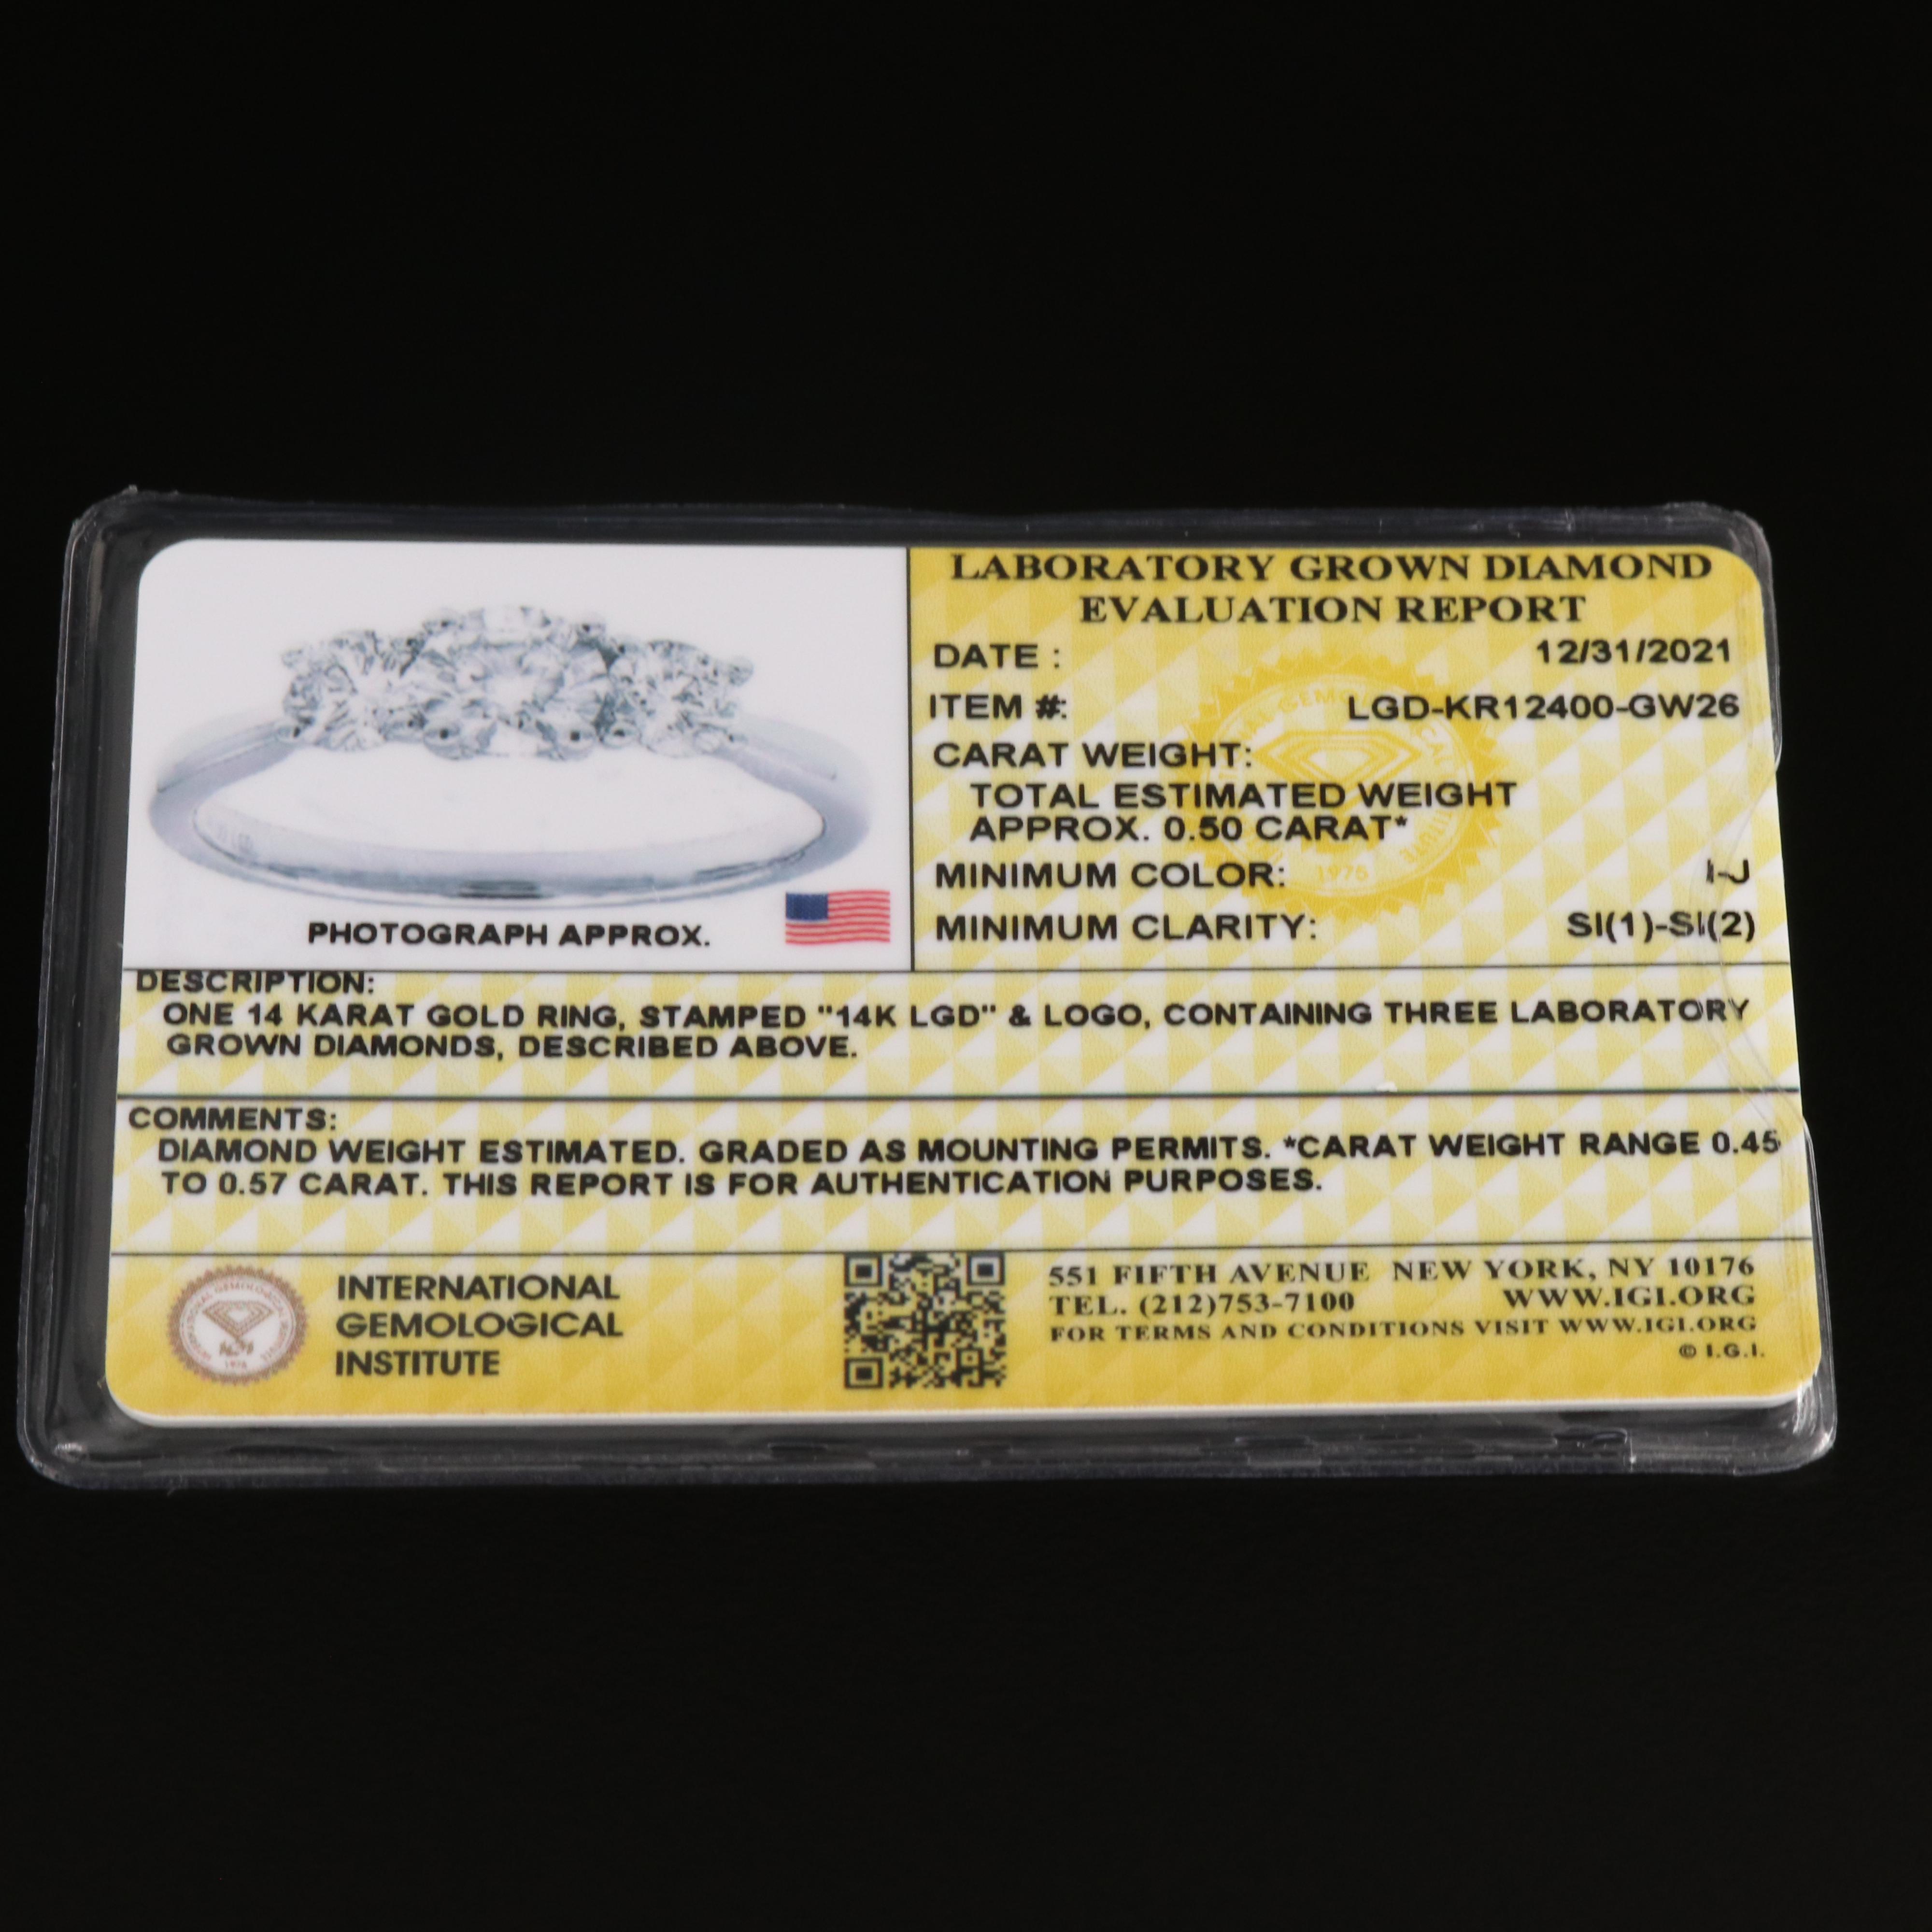 LABORATORY GROWN DIAMOND
EVALUATION REPORT
DATE : 12/31/2021
ITEM #: LGD-KR12400-GW26
CARAT WEIGHT:
TOTAL ESTIMATED WEIGHT
APPROX. 0.50 CARAT*
MINIMUM COLOR: I-J
MINIMUM CLARITY: SI(1)-SI(2)
PHOTOGRAPH APPROX.
DESCRIPTION:
ONE 14 KARAT GOLD RING, STAMPED "14K LGD" & LOGO, CONTAINING THREE LABORATORY
GROWN DIAMONDS, DESCRIBED ABOVE.
COMMENTS:
DIAMOND WEIGHT ESTIMATED. GRADED AS MOUNTING PERMITS. *CARAT WEIGHT RANGE 0.45
TO 0.57 CARAT. THIS REPORT IS FOR AUTHENTICATION PURPOSES.
INTERNATIONAL
GEMOLOGICAL
INSTITUTE
551 FIFTH AVENUE NEW YORK, NY 10176
TEL. (212)753-7100 WWW.IGI.ORG
FOR TERMS AND CONDITIONS VISIT WWW.IGI.ORG
© I.G.I.